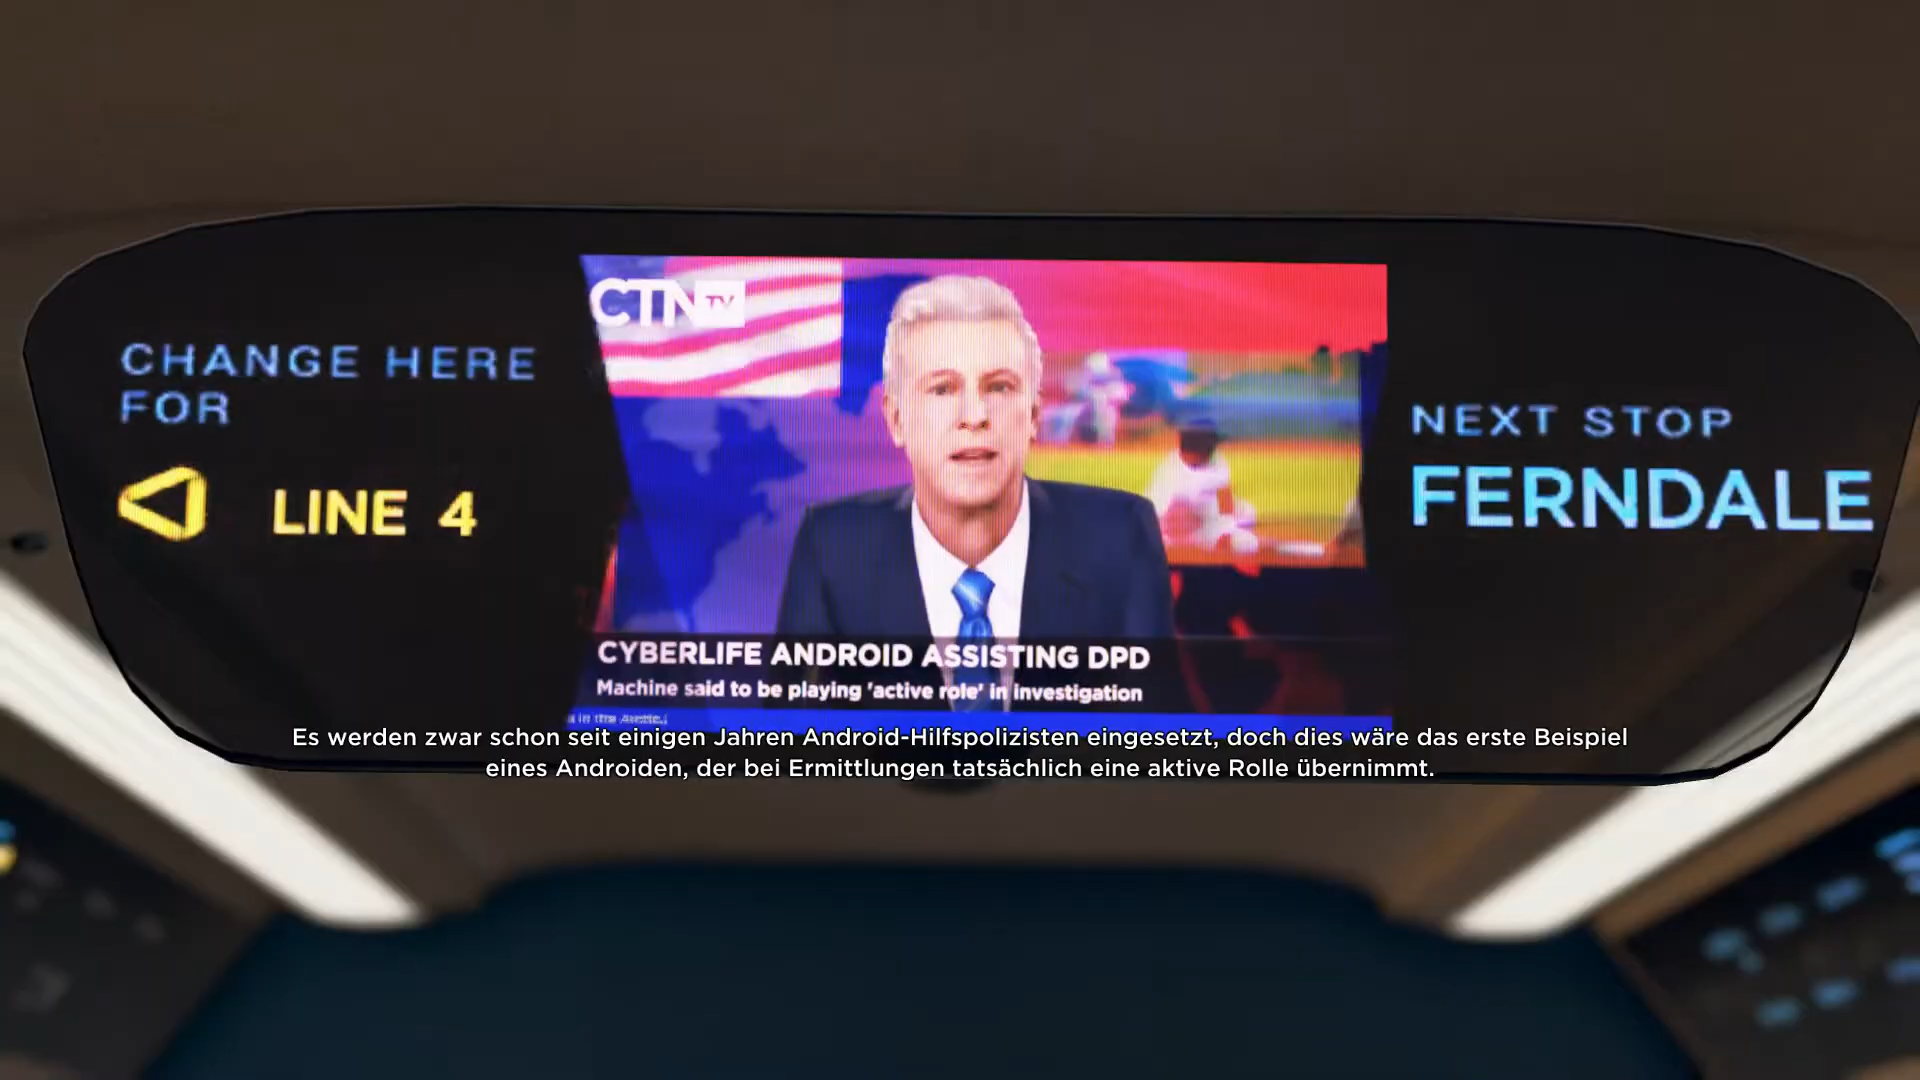 CHANGE HERE
FOR
LINE 4
CTN TV
CYBERLIFE ANDROID ASSISTING DPD
Machine said to be playing 'active role' in investigation
in the
NEXT STOP
FERNDALE
Es werden zwar schon seit einigen Jahren Android-Hilfspolizisten eingesetzt, doch dies wäre das erste Beispiel
eines Androiden, der bei Ermittlungen tatsächlich eine aktive Rolle übernimmt.